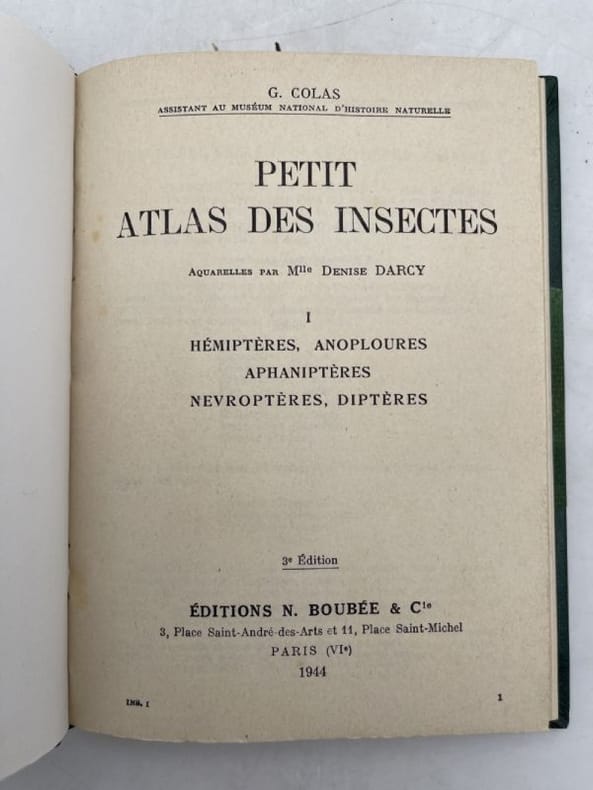 G. COLAS
ASSISTANT AU MUSÉUM NATIONAL D'HISTOIRE NATURELLE
PETIT
ATLAS DES INSECTES
AQUARELLES PAR Mlle DENISE DARCY
I
HÉMIPTÈRES, ANOPLOURES
APHANIPTÈRES
NEVROPTÈRES, DIPTÈRES
3e Édition
ÉDITIONS N. BOUBÉE & Cie
3, Place Saint-André-des-Arts et 11, Place Saint-Michel
PARIS (VIe)
1944
INS. I 1